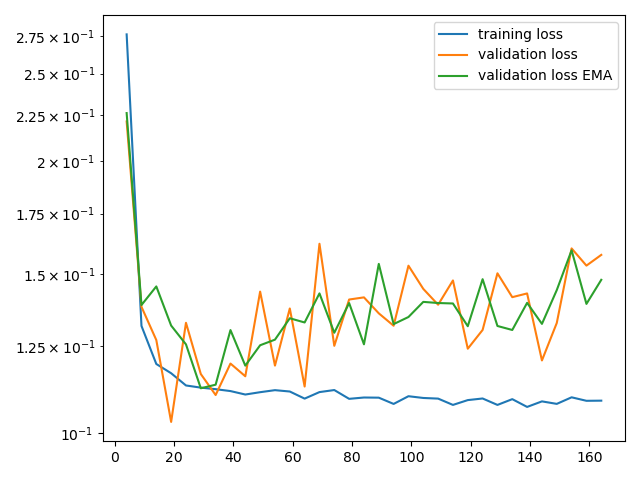 training loss
validation loss
validation loss EMA
2.75 × 10⁻¹
2.5 × 10⁻¹
2.25 × 10⁻¹
2 × 10⁻¹
1.75 × 10⁻¹
1.5 × 10⁻¹
1.25 × 10⁻¹
10⁻¹
0 20 40 60 80 100 120 140 160